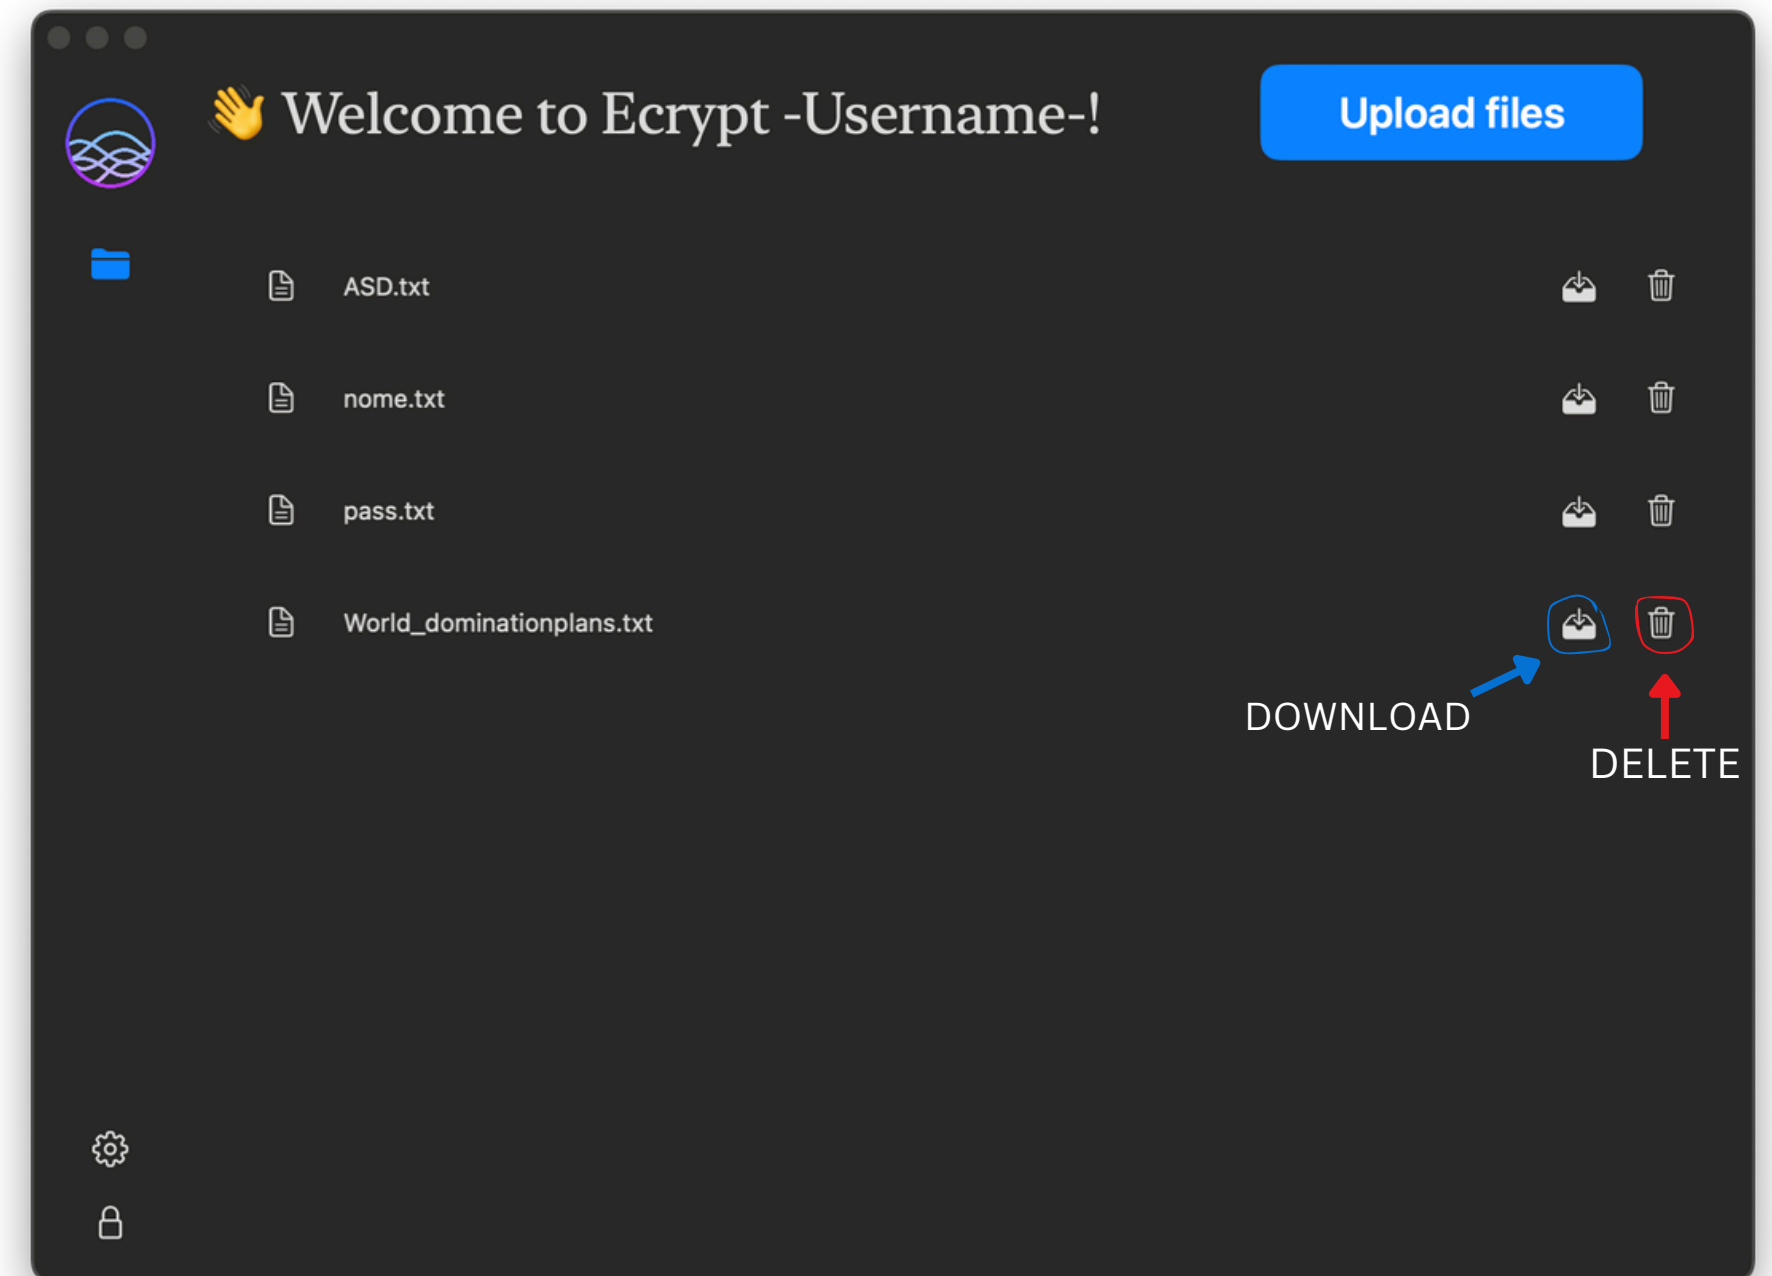 👋 Welcome to Ecrypt -Username-!
Upload files
ASD.txt
nome.txt
pass.txt
World_dominationplans.txt
DOWNLOAD
DELETE